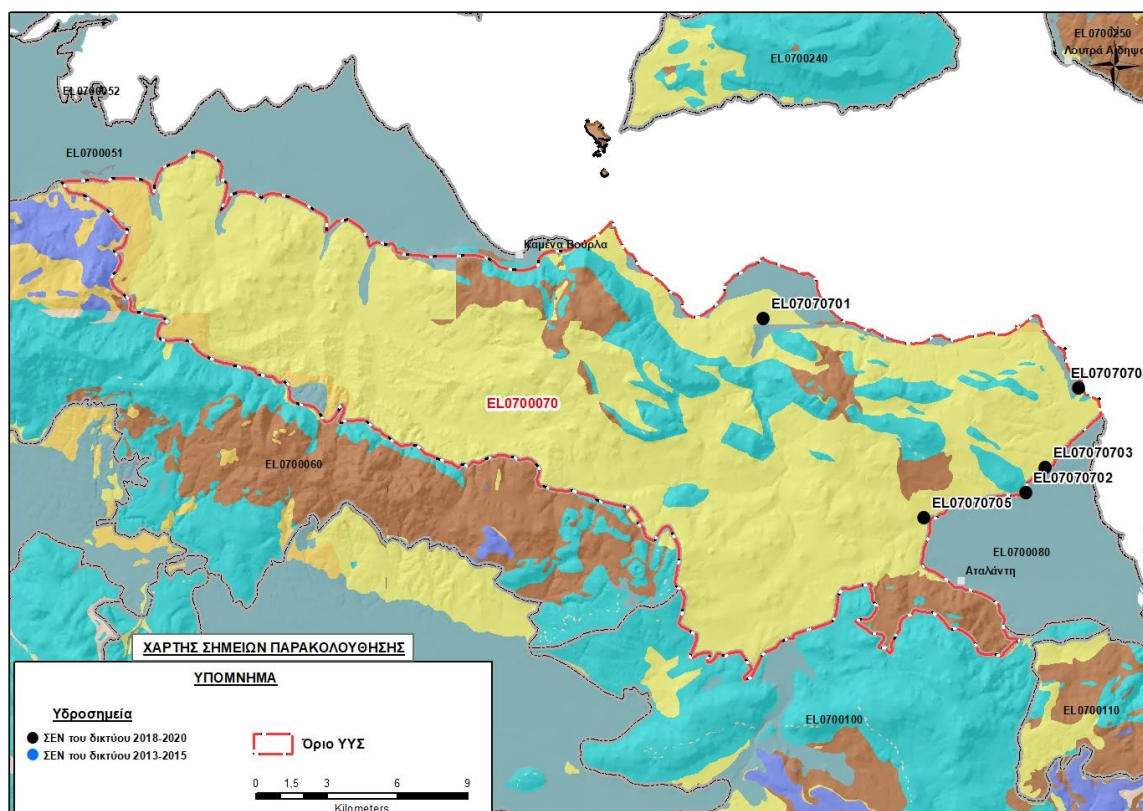 EL0700250
Λουτρά Αιδηψο
EL0700240
EL0700052
EL0700051
Καμένα Βούρλα
EL07070701
EL0707070
EL0700070
EL0700060
EL07070703
EL07070702
EL07070705
EL0700080
Αταλάντη
EL0700100
EL0700110
ΧΑΡΤΗΣ ΣΗΜΕΙΩΝ ΠΑΡΑΚΟΛΟΥΘΗΣΗΣ
ΥΠΟΜΝΗΜΑ
Υδροσημεία
ΣΕΝ του δικτύου 2018-2020
ΣΕΝ του δικτύου 2013-2015
Όριο ΥΥΣ
0 1,5 3 6 9
Kilometers